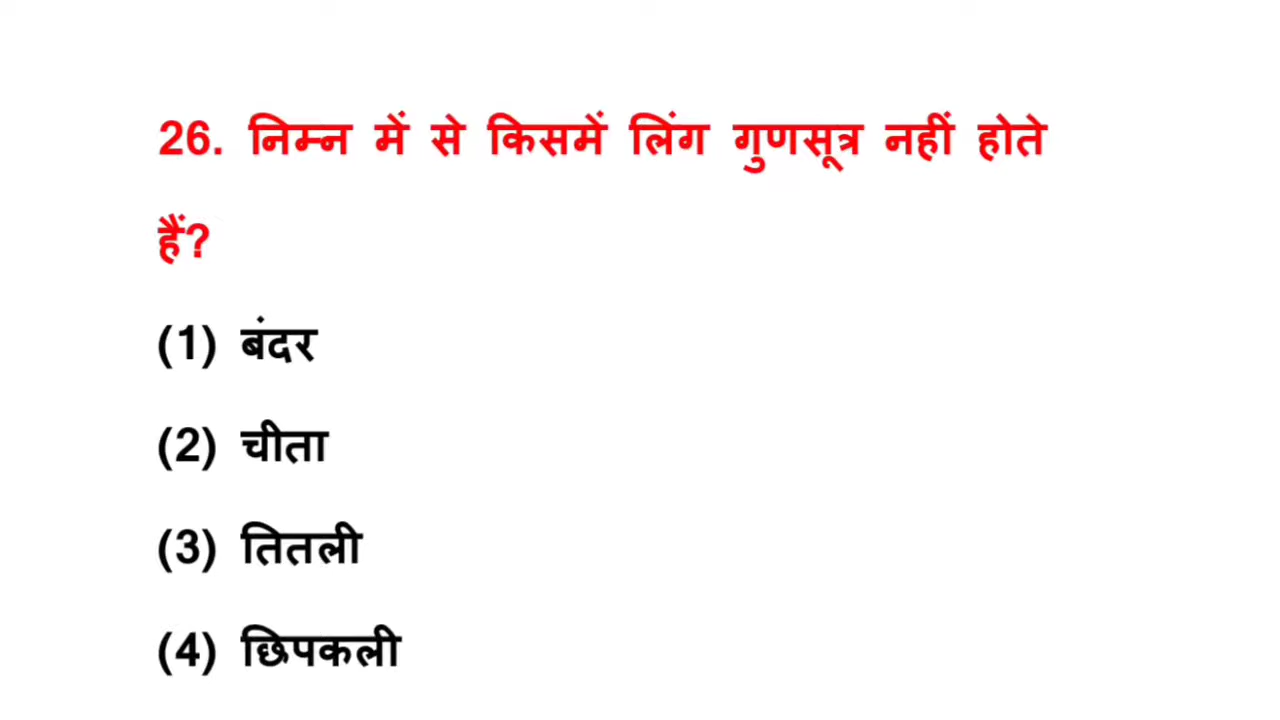 26. निम्न में से किसमें लिंग गुणसूत्र नहीं होते
हैं?
(1) बंदर
(2) चीता
(3) तितली
(4) छिपकली